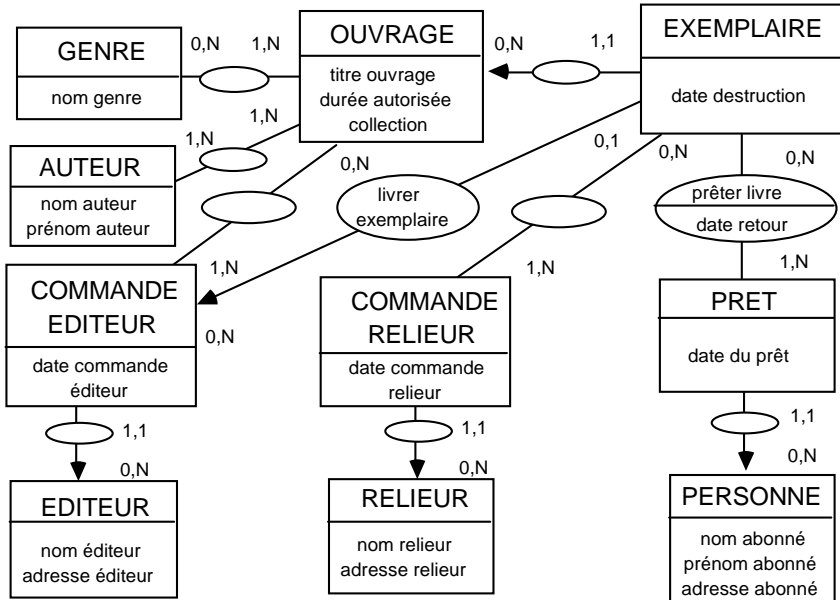 GENRE
nom genre
0,N
1,N
OUVRAGE
titre ouvrage
durée autorisée
collection
0,N
1,1
EXEMPLAIRE
date destruction
AUTEUR
nom auteur
prénom auteur
1,N
1,N
0,N
livrer
exemplaire
0,1
0,N
0,N
prêter livre
date retour
1,N
COMMANDE
EDITEUR
date commande
éditeur
1,N
0,N
COMMANDE
RELIEUR
date commande
relieur
1,N
PRET
date du prêt
1,1
0,N
1,1
0,N
1,1
0,N
EDITEUR
nom éditeur
adresse éditeur
RELIEUR
nom relieur
adresse relieur
PERSONNE
nom abonné
prénom abonné
adresse abonné